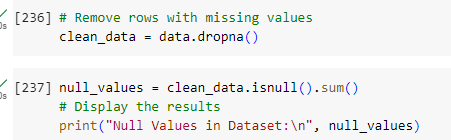 [236] # Remove rows with missing values
clean_data = data.dropna()
[237] null_values = clean_data.isnull().sum()
# Display the results
print("Null Values in Dataset:\n", null_values)